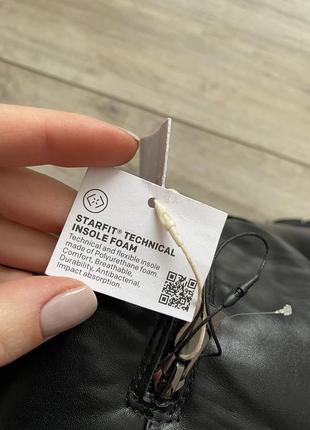 STARFIT® TECHNICAL
INSOLE FOAM
Technical and flexible insole
made of Polyurethane foam.
Comfort. Breathable.
Durability. Antibacterial.
Impact absorption.